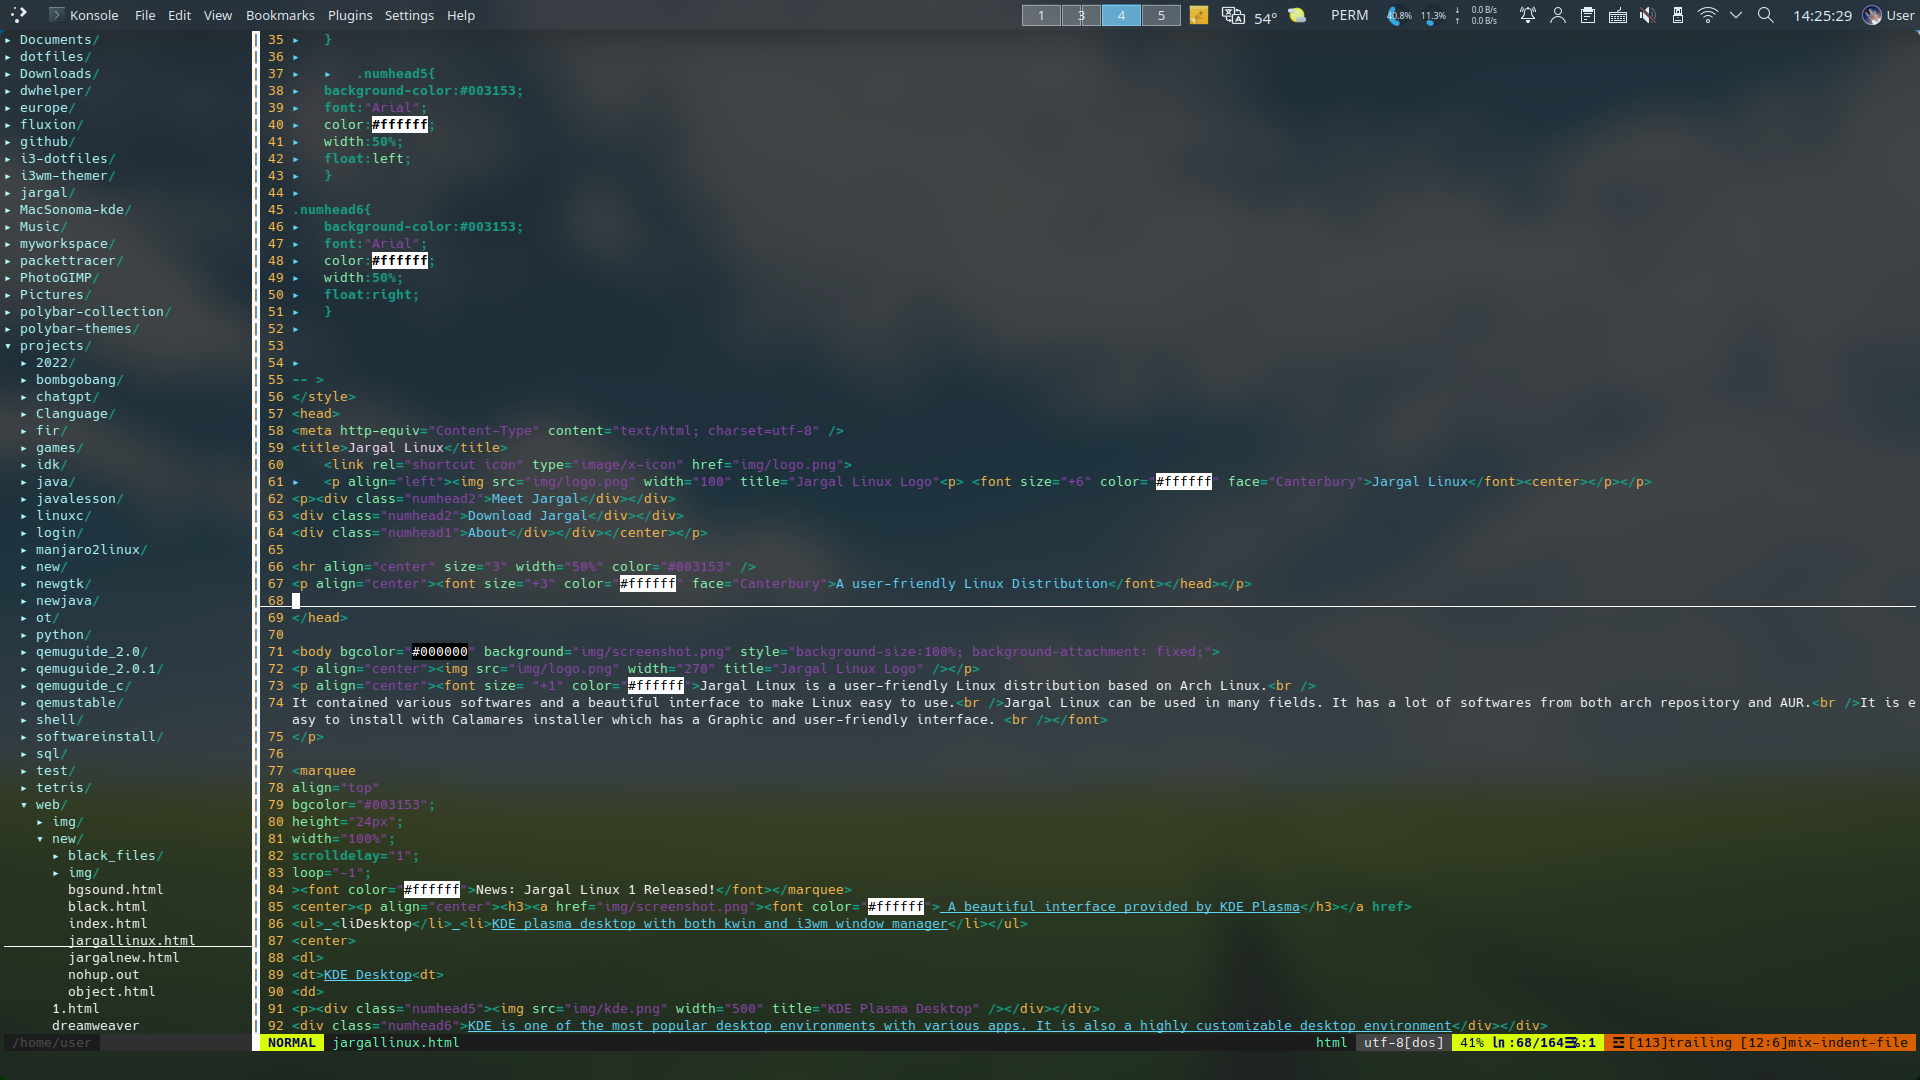 Konsole File Edit View Bookmarks Plugins Settings Help 1 3 4 5 54° PERM 40.8% 11.3% ↓ 0.0 B/s ↑ 0.0 B/s 14:25:29 User
▸ Documents/
▸ dotfiles/
▸ Downloads/
▸ dwhelper/
▸ europe/
▸ fluxion/
▸ github/
▸ i3-dotfiles/
▸ i3wm-themer/
▸ jargal/
▸ MacSonoma-kde/
▸ Music/
▸ myworkspace/
▸ packettracer/
▸ PhotoGIMP/
▸ Pictures/
▸ polybar-collection/
▸ polybar-themes/
▾ projects/
▸ 2022/
▸ bombgobang/
▸ chatgpt/
▸ Clanguage/
▸ fir/
▸ games/
▸ idk/
▸ java/
▸ javalesson/
▸ linuxc/
▸ login/
▸ manjaro2linux/
▸ new/
▸ newgtk/
▸ newjava/
▸ ot/
▸ python/
▸ qemuguide_2.0/
▸ qemuguide_2.0.1/
▸ qemuguide_c/
▸ qemustable/
▸ shell/
▸ softwareinstall/
▸ sql/
▸ test/
▸ tetris/
▾ web/
▸ img/
▾ new/
▸ black_files/
▸ img/
bgsound.html
black.html
index.html
jargallinux.html
jargalnew.html
nohup.out
object.html
1.html
dreamweaver
/home/user
35 ▸ }
36 ▸
37 ▸ ▸ .numhead5{
38 ▸ background-color:#003153;
39 ▸ font:"Arial";
40 ▸ color:#ffffff;
41 ▸ width:50%;
42 ▸ float:left;
43 ▸ }
44 ▸
45 .numhead6{
46 ▸ background-color:#003153;
47 ▸ font:"Arial";
48 ▸ color:#ffffff;
49 ▸ width:50%;
50 ▸ float:right;
51 ▸ }
52 ▸
53
54 ▸
55 -- >
56 </style>
57 <head>
58 <meta http-equiv="Content-Type" content="text/html; charset=utf-8" />
59 <title>Jargal Linux</title>
60 <link rel="shortcut icon" type="image/x-icon" href="img/logo.png">
61 ▸ <p align="left"><img src="img/logo.png" width="100" title="Jargal Linux Logo"<p> <font size="+6" color="#ffffff" face="Canterbury">Jargal Linux</font><center></p></p>
62 <p><div class="numhead2">Meet Jargal</div></div>
63 <div class="numhead2">Download Jargal</div></div>
64 <div class="numhead1">About</div></div></center></p>
65
66 <hr align="center" size="3" width="50%" color="#003153" />
67 <p align="center"><font size="+3" color="#ffffff" face="Canterbury">A user-friendly Linux Distribution</font></head></p>
68
69 </head>
70
71 <body bgcolor="#000000" background="img/screenshot.png" style="background-size:100%; background-attachment: fixed;">
72 <p align="center"><img src="img/logo.png" width="270" title="Jargal Linux Logo" /></p>
73 <p align="center"><font size= "+1" color="#ffffff">Jargal Linux is a user-friendly Linux distribution based on Arch Linux.<br />
74 It contained various softwares and a beautiful interface to make Linux easy to use.<br />Jargal Linux can be used in many fields. It has a lot of softwares from both arch repository and AUR.<br />It is e
asy to install with Calamares installer which has a Graphic and user-friendly interface. <br /></font>
75 </p>
76
77 <marquee
78 align="top"
79 bgcolor="#003153";
80 height="24px";
81 width="100%";
82 scrolldelay="1";
83 loop="-1";
84 ><font color="#ffffff">News: Jargal Linux 1 Released!</font></marquee>
85 <center><p align="center"><h3><a href="img/screenshot.png"><font color="#ffffff"> A beautiful interface provided by KDE Plasma</h3></a href>
86 <ul>_<liDesktop</li>_<li>KDE plasma desktop with both kwin and i3wm window manager</li></ul>
87 <center>
88 <dl>
89 <dt>KDE Desktop<dt>
90 <dd>
91 <p><div class="numhead5"><img src="img/kde.png" width="500" title="KDE Plasma Desktop" /></div></div>
92 <div class="numhead6">KDE is one of the most popular desktop environments with various apps. It is also a highly customizable desktop environment</div></div>
NORMAL jargallinux.html html utf-8[dos] 41% ln:68/164☰:1 ☲[113]trailing [12:6]mix-indent-file